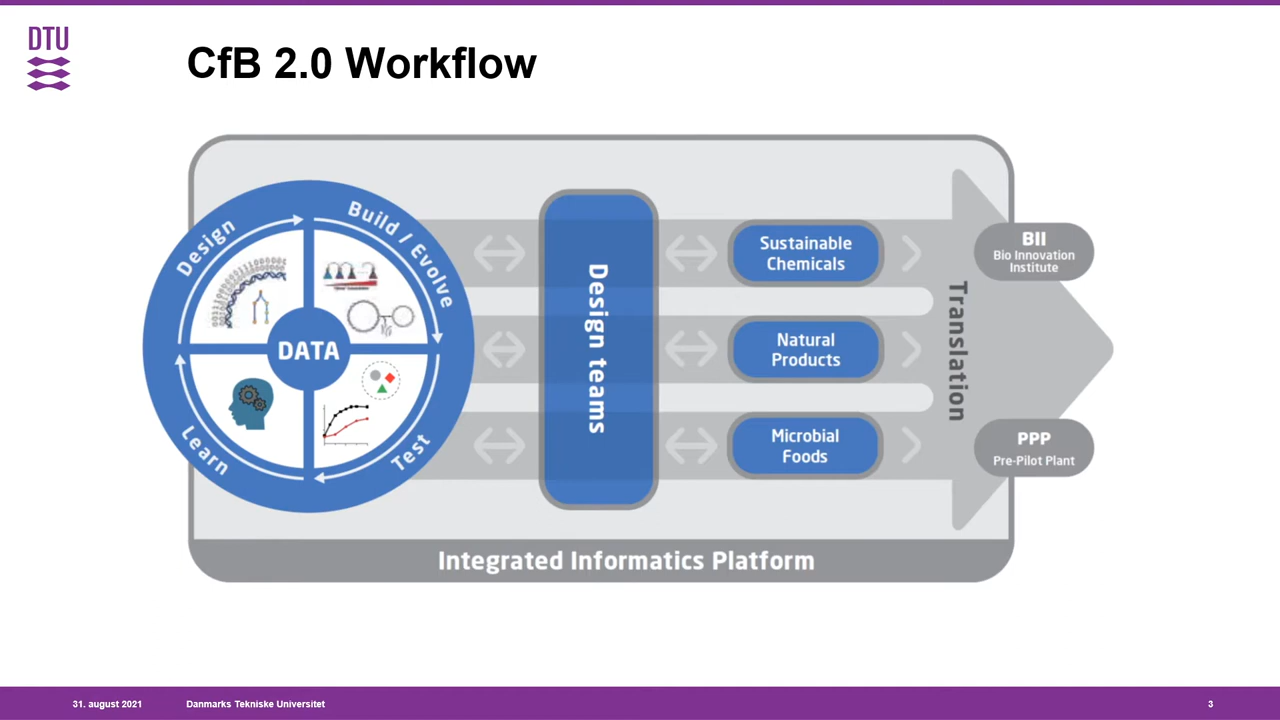 DTU
CfB 2.0 Workflow
Design
Build / Evolve
DATA
Learn
Test
Design teams
Sustainable
Chemicals
Natural
Products
Microbial
Foods
Translation
BII
Bio Innovation
Institute
PPP
Pre-Pilot Plant
Integrated Informatics Platform
31. august 2021
Danmarks Tekniske Universitet
3